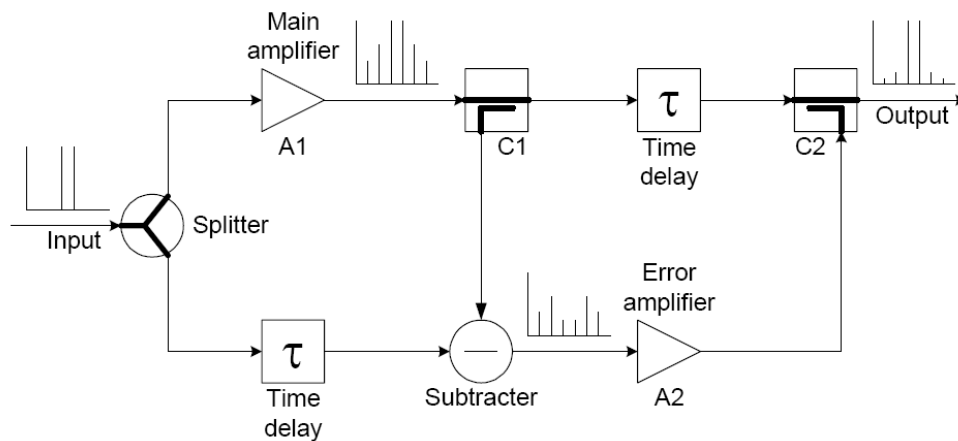 Main
amplifier
A1
C1
τ
Time
delay
C2
Output
Input
Splitter
τ
Time
delay
Subtracter
Error
amplifier
A2